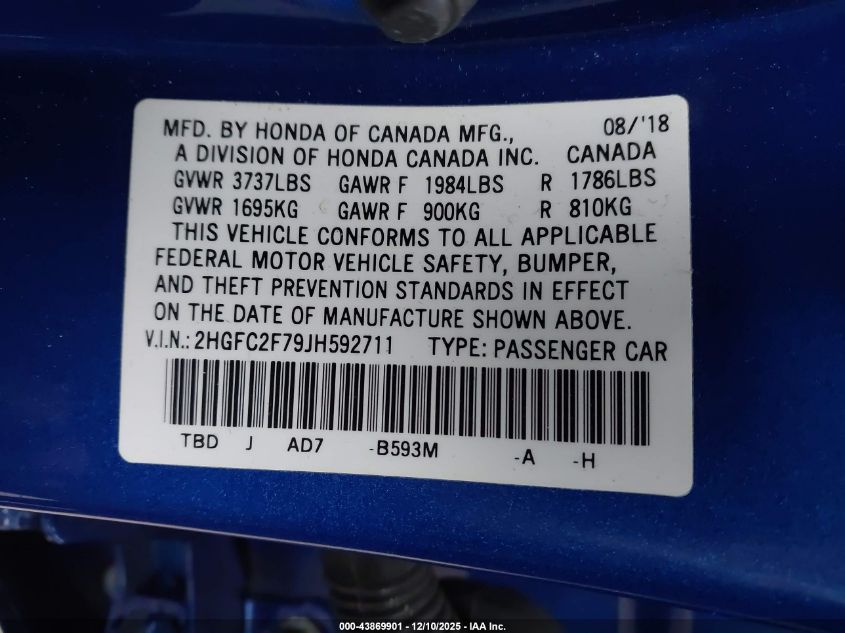 MFD. BY HONDA OF CANADA MFG., 08/'18
A DIVISION OF HONDA CANADA INC. CANADA
GVWR 3737LBS GAWR F 1984LBS R 1786LBS
GVWR 1695KG GAWR F 900KG R 810KG
THIS VEHICLE CONFORMS TO ALL APPLICABLE
FEDERAL MOTOR VEHICLE SAFETY, BUMPER,
AND THEFT PREVENTION STANDARDS IN EFFECT
ON THE DATE OF MANUFACTURE SHOWN ABOVE.
V.I.N.: 2HGFC2F79JH592711 TYPE: PASSENGER CAR
TBD J AD7 -B593M -A -H
000-43869901 - 12/10/2025 - IAA Inc.